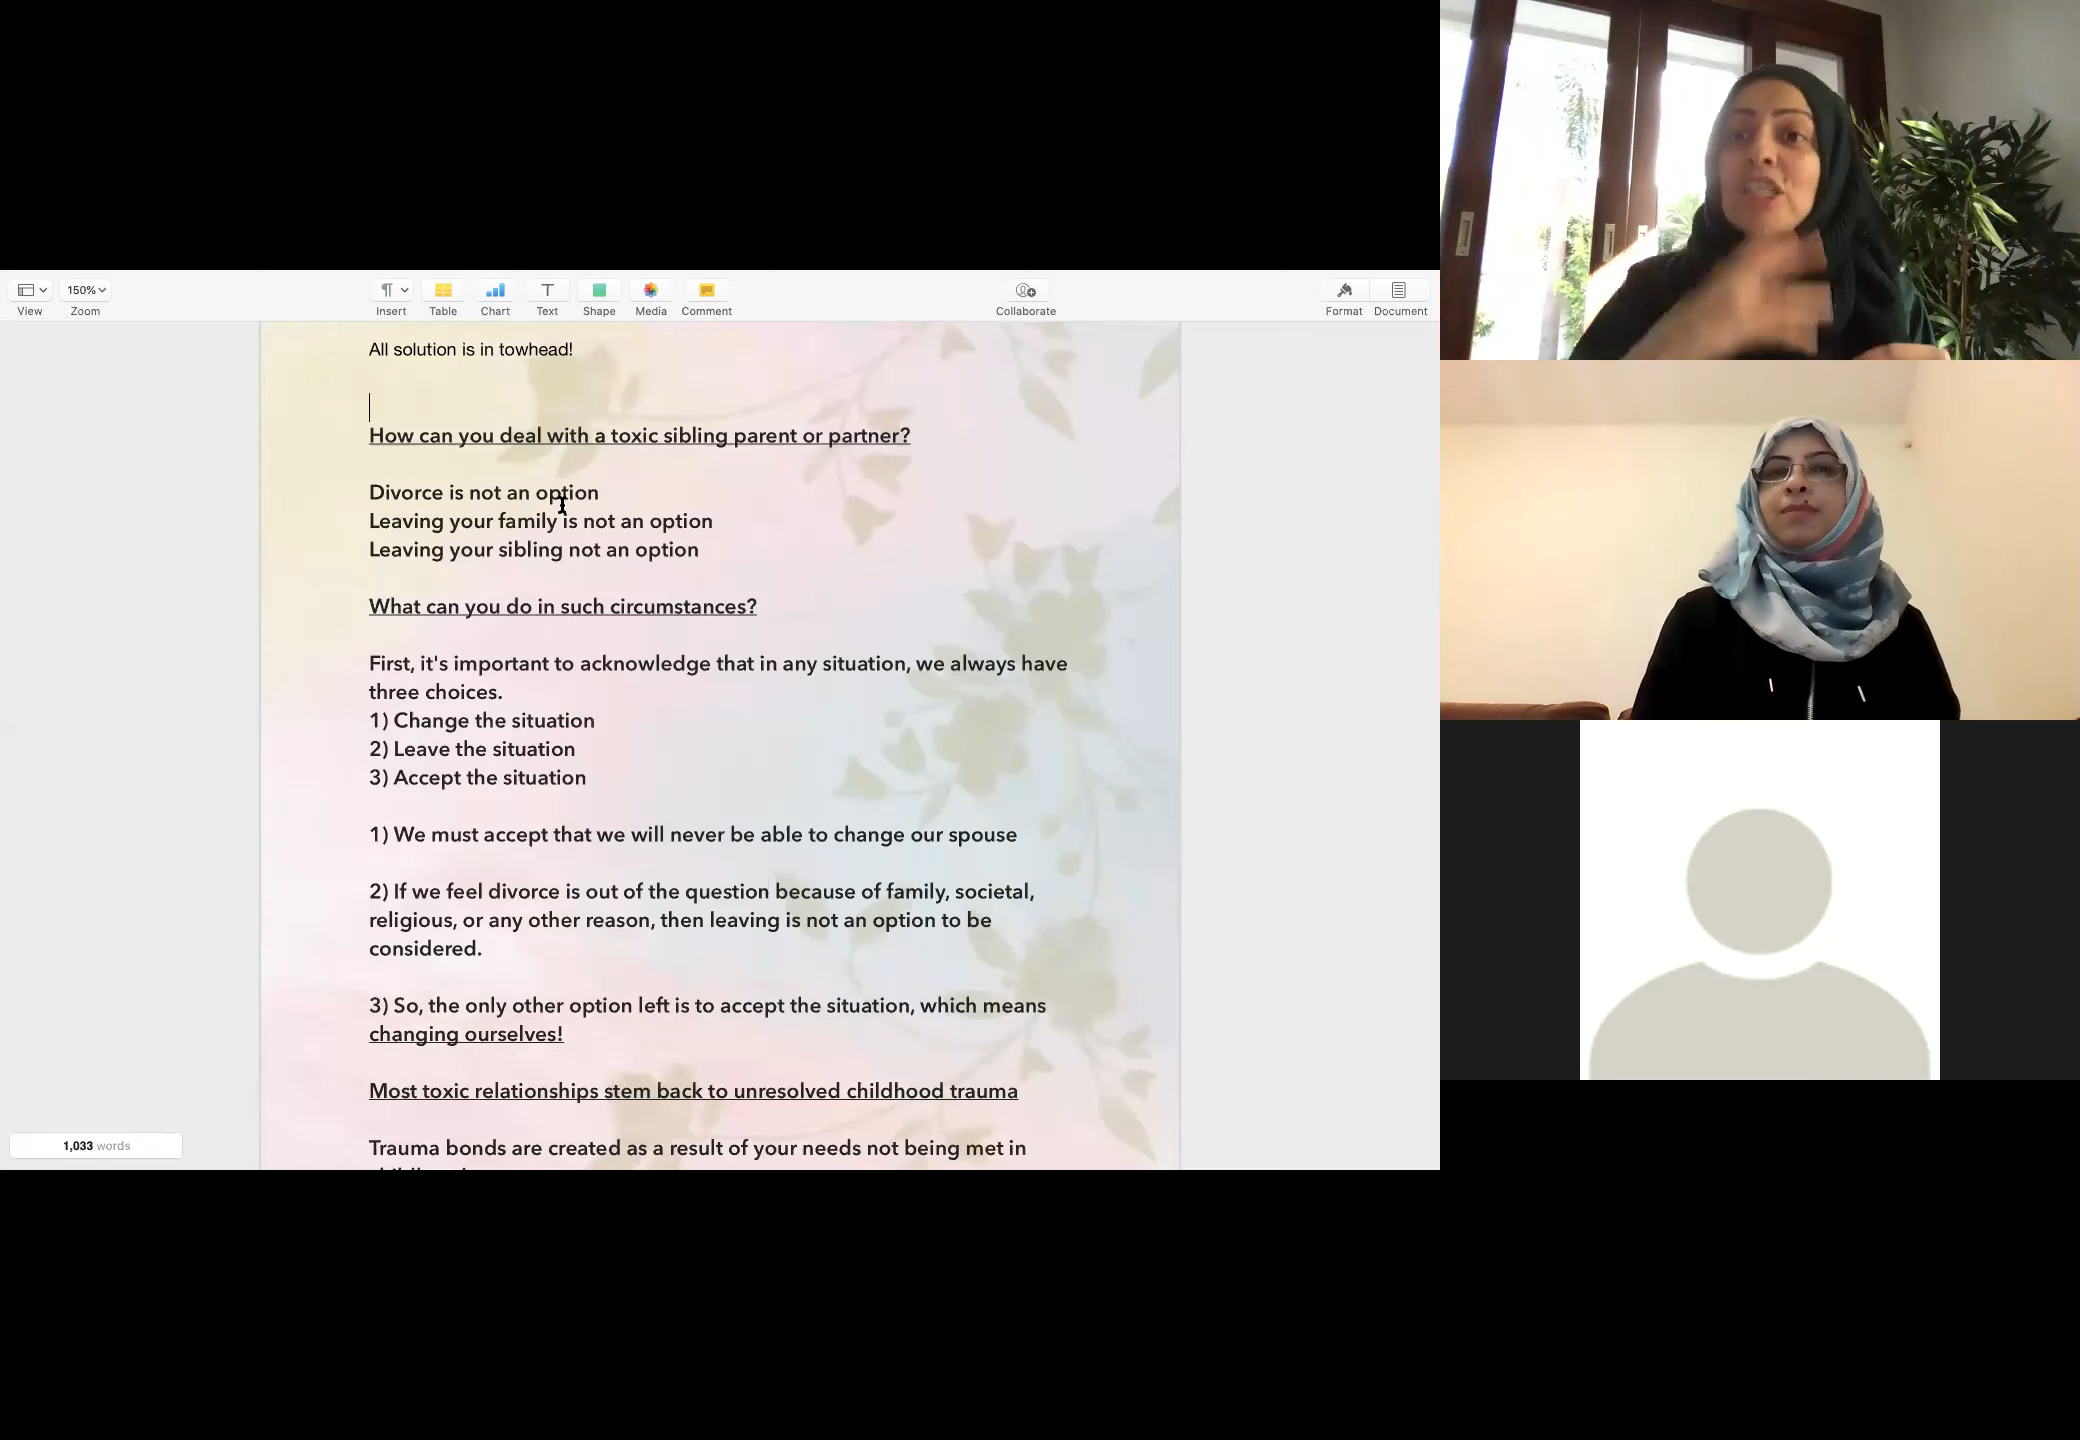 150%
View
Zoom
Insert
Table
Chart
Text
Shape
Media
Comment
Collaborate
Format
Document
All solution is in towhead!
How can you deal with a toxic sibling parent or partner?
Divorce is not an option
Leaving your family is not an option
Leaving your sibling not an option
What can you do in such circumstances?
First, it's important to acknowledge that in any situation, we always have
three choices.
1) Change the situation
2) Leave the situation
3) Accept the situation
1) We must accept that we will never be able to change our spouse
2) If we feel divorce is out of the question because of family, societal,
religious, or any other reason, then leaving is not an option to be
considered.
3) So, the only other option left is to accept the situation, which means
changing ourselves!
Most toxic relationships stem back to unresolved childhood trauma
Trauma bonds are created as a result of your needs not being met in
1,033 words